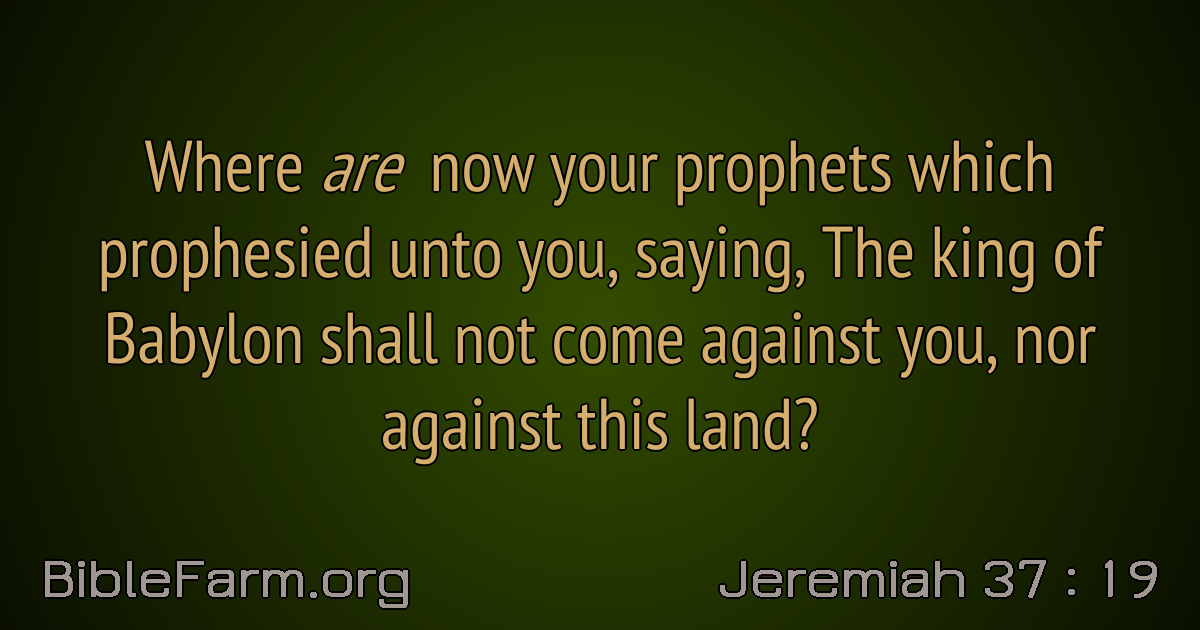 Where are now your prophets which
prophesied unto you, saying, The king of
Babylon shall not come against you, nor
against this land?
BibleFarm.org
Jeremiah 37 : 19